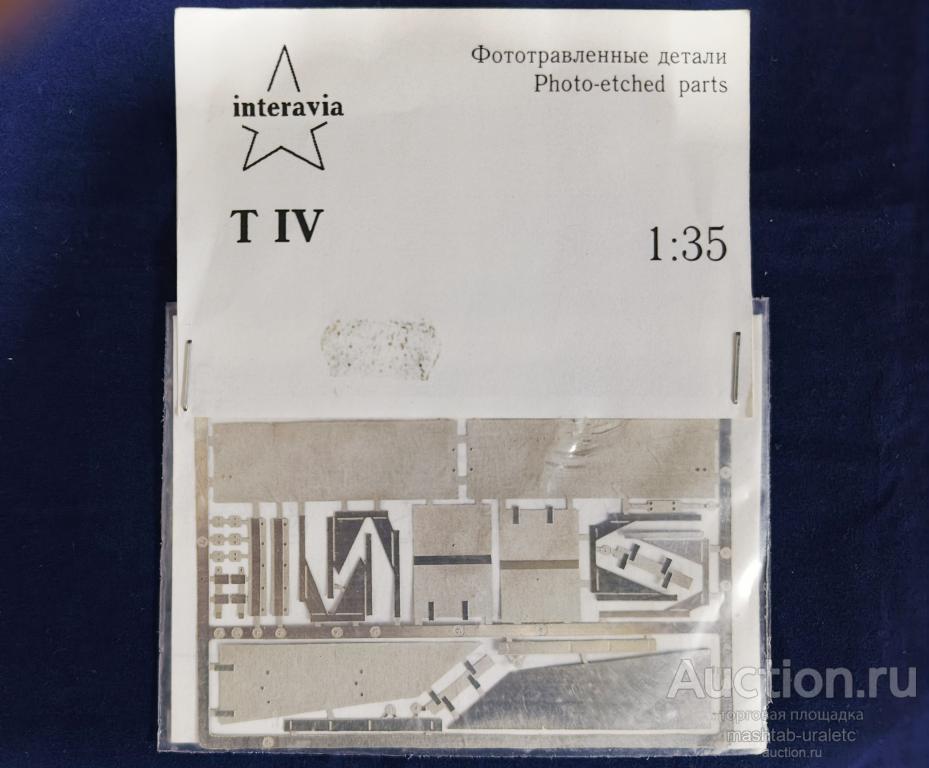 Фототравленные детали
Photo-etched parts
interavia
T IV
1:35
Auction.ru
торговая площадка
mashtab-uraletc
auction.ru